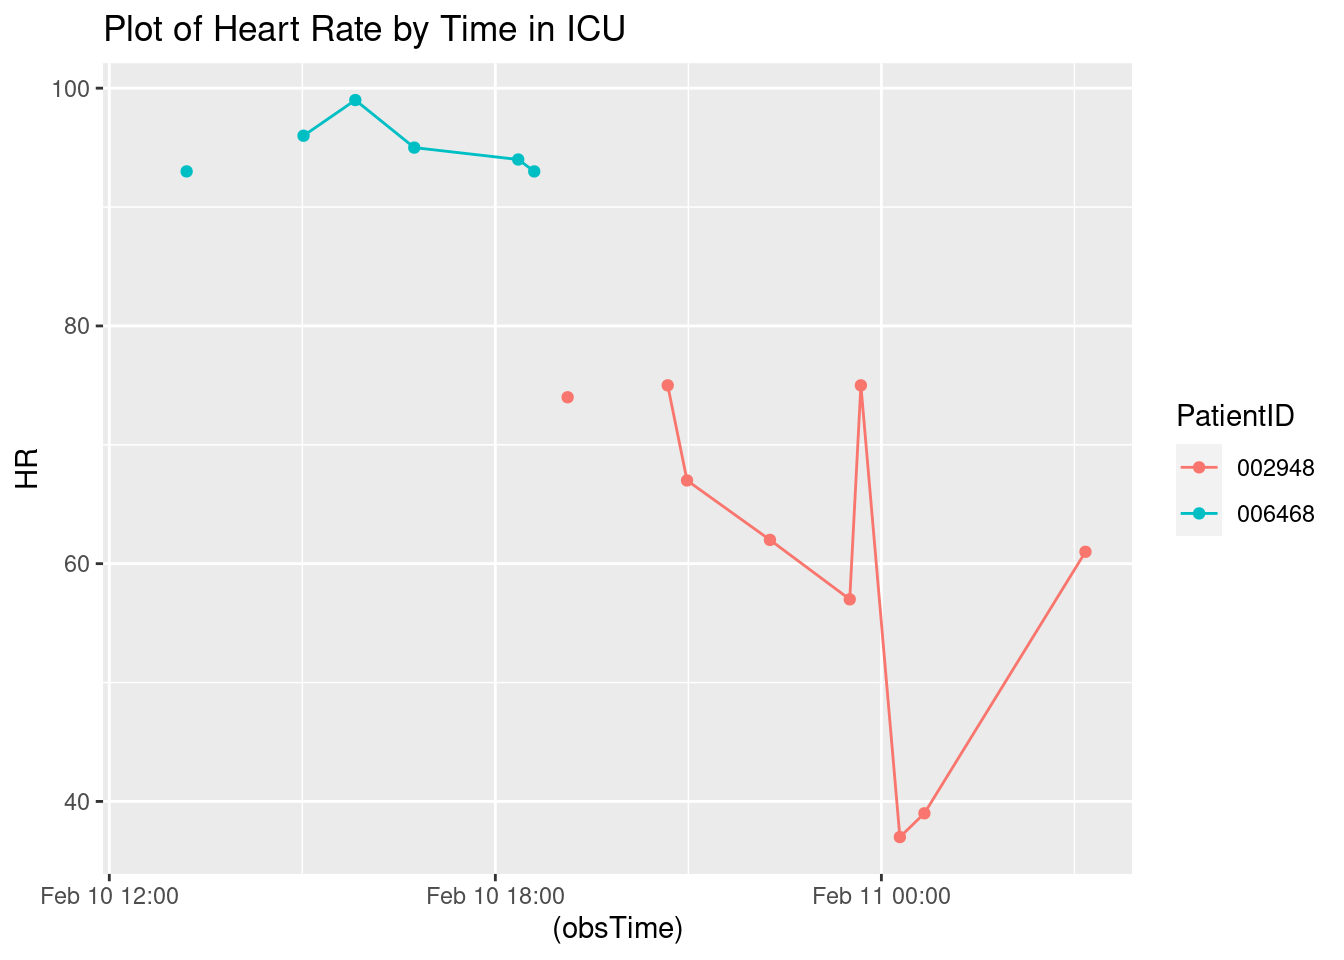 Plot of Heart Rate by Time in ICU
100
80
60
40
HR
Feb 10 12:00
Feb 10 18:00
Feb 11 00:00
(obsTime)
PatientID
002948
006468